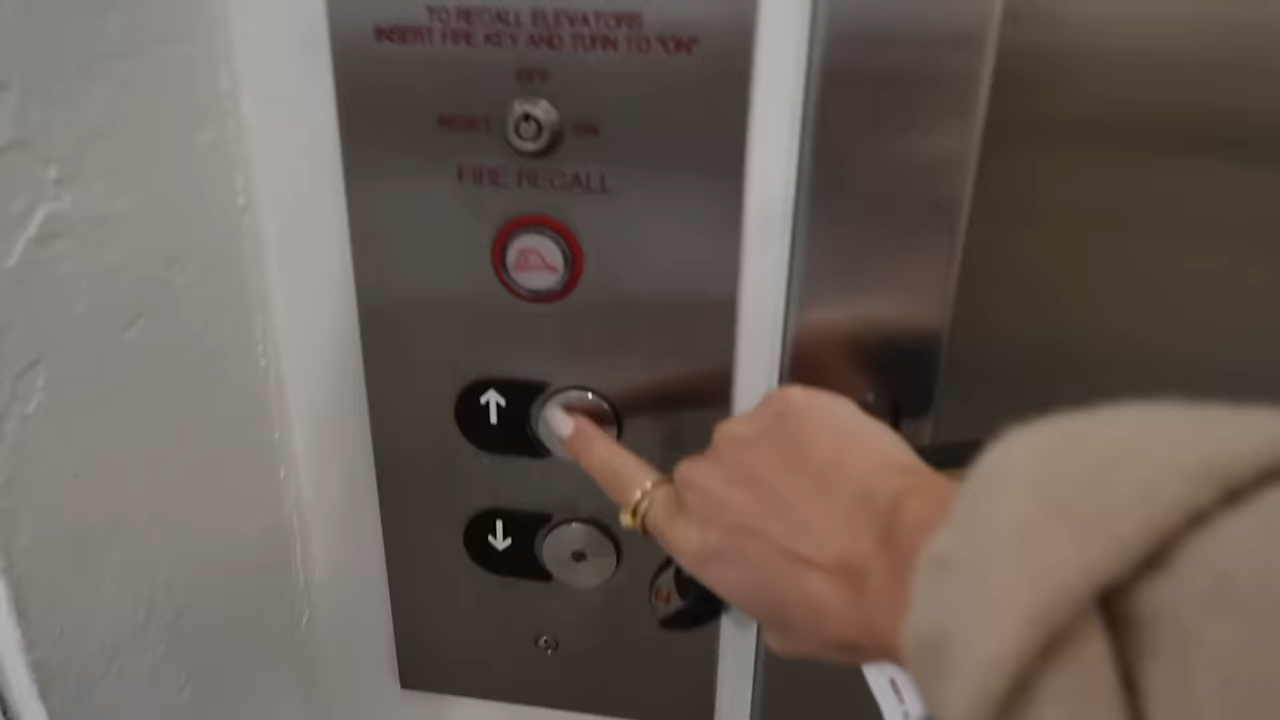 TO RECALL ELEVATORS
INSERT FIRE KEY AND TURN TO "ON"
OFF
RESET ON
FIRE RECALL